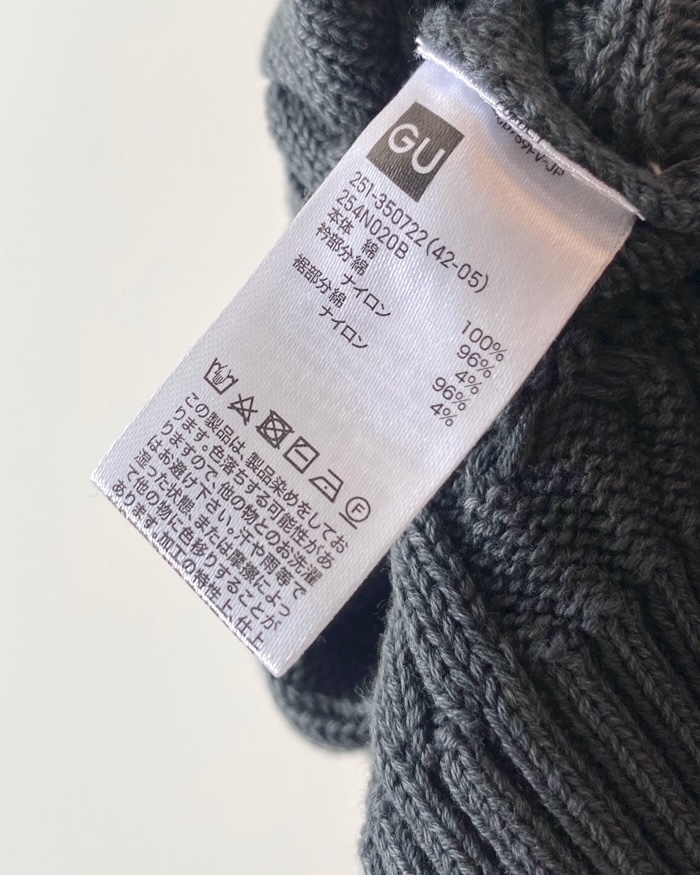 GU
251-350722(42-05)
254N020B
本体 綿 100%
衿部分綿 96%
ナイロン 4%
裾部分綿 96%
ナイロン 4%
F
この製品は、製品染めをしてお
ります。色落ちする可能性があ
りますので、他の物とのお洗濯
はお避け下さい。汗や雨等で
湿った状態、または摩擦によっ
て他の物に色移りすることが
あります。加工の特性上、仕上